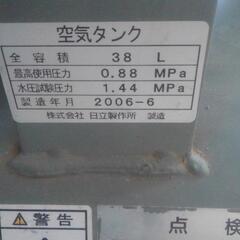 空気タンク
全容積 38 L
最高使用圧力 0.88 MPa
水圧試験圧力 1.44 MPa
製造年月 2006-6
株式会社 日立製作所 製造
警告
点検